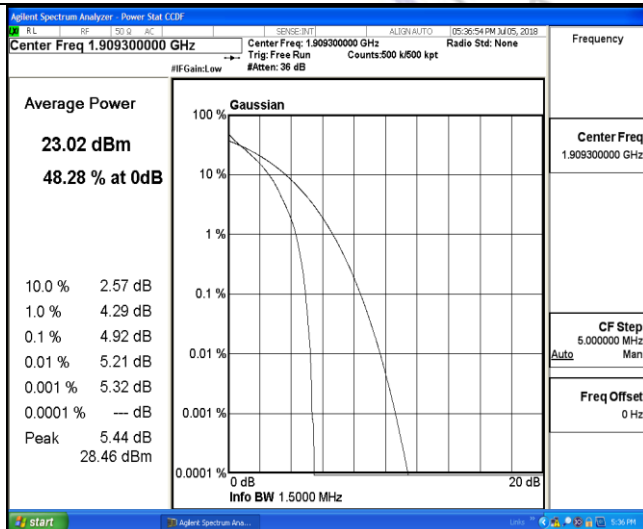 Agilent Spectrum Analyzer - Power Stat CCDF
RL RF 50 Ω AC SENSE:INT ALIGNAUTO 05:36:54 PM Jul 05, 2018
Center Freq 1.909300000 GHz
Center Freq: 1.909300000 GHz Radio Std: None
Trig: Free Run Counts:500 k/500 kpt
#IFGain:Low #Atten: 36 dB
Frequency
Average Power
23.02 dBm
48.28 % at 0dB
10.0 % 2.57 dB
1.0 % 4.29 dB
0.1 % 4.92 dB
0.01 % 5.21 dB
0.001 % 5.32 dB
0.0001 % --- dB
Peak 5.44 dB
28.46 dBm
Gaussian
100 %
10 %
1 %
0.1 %
0.01 %
0.001 %
0.0001 %
0 dB 20 dB
Info BW 1.5000 MHz
Center Freq
1.909300000 GHz
CF Step
5.000000 MHz
Auto Man
Freq Offset
0 Hz
start Agilent Spectrum Ana... Links 5:36 PM